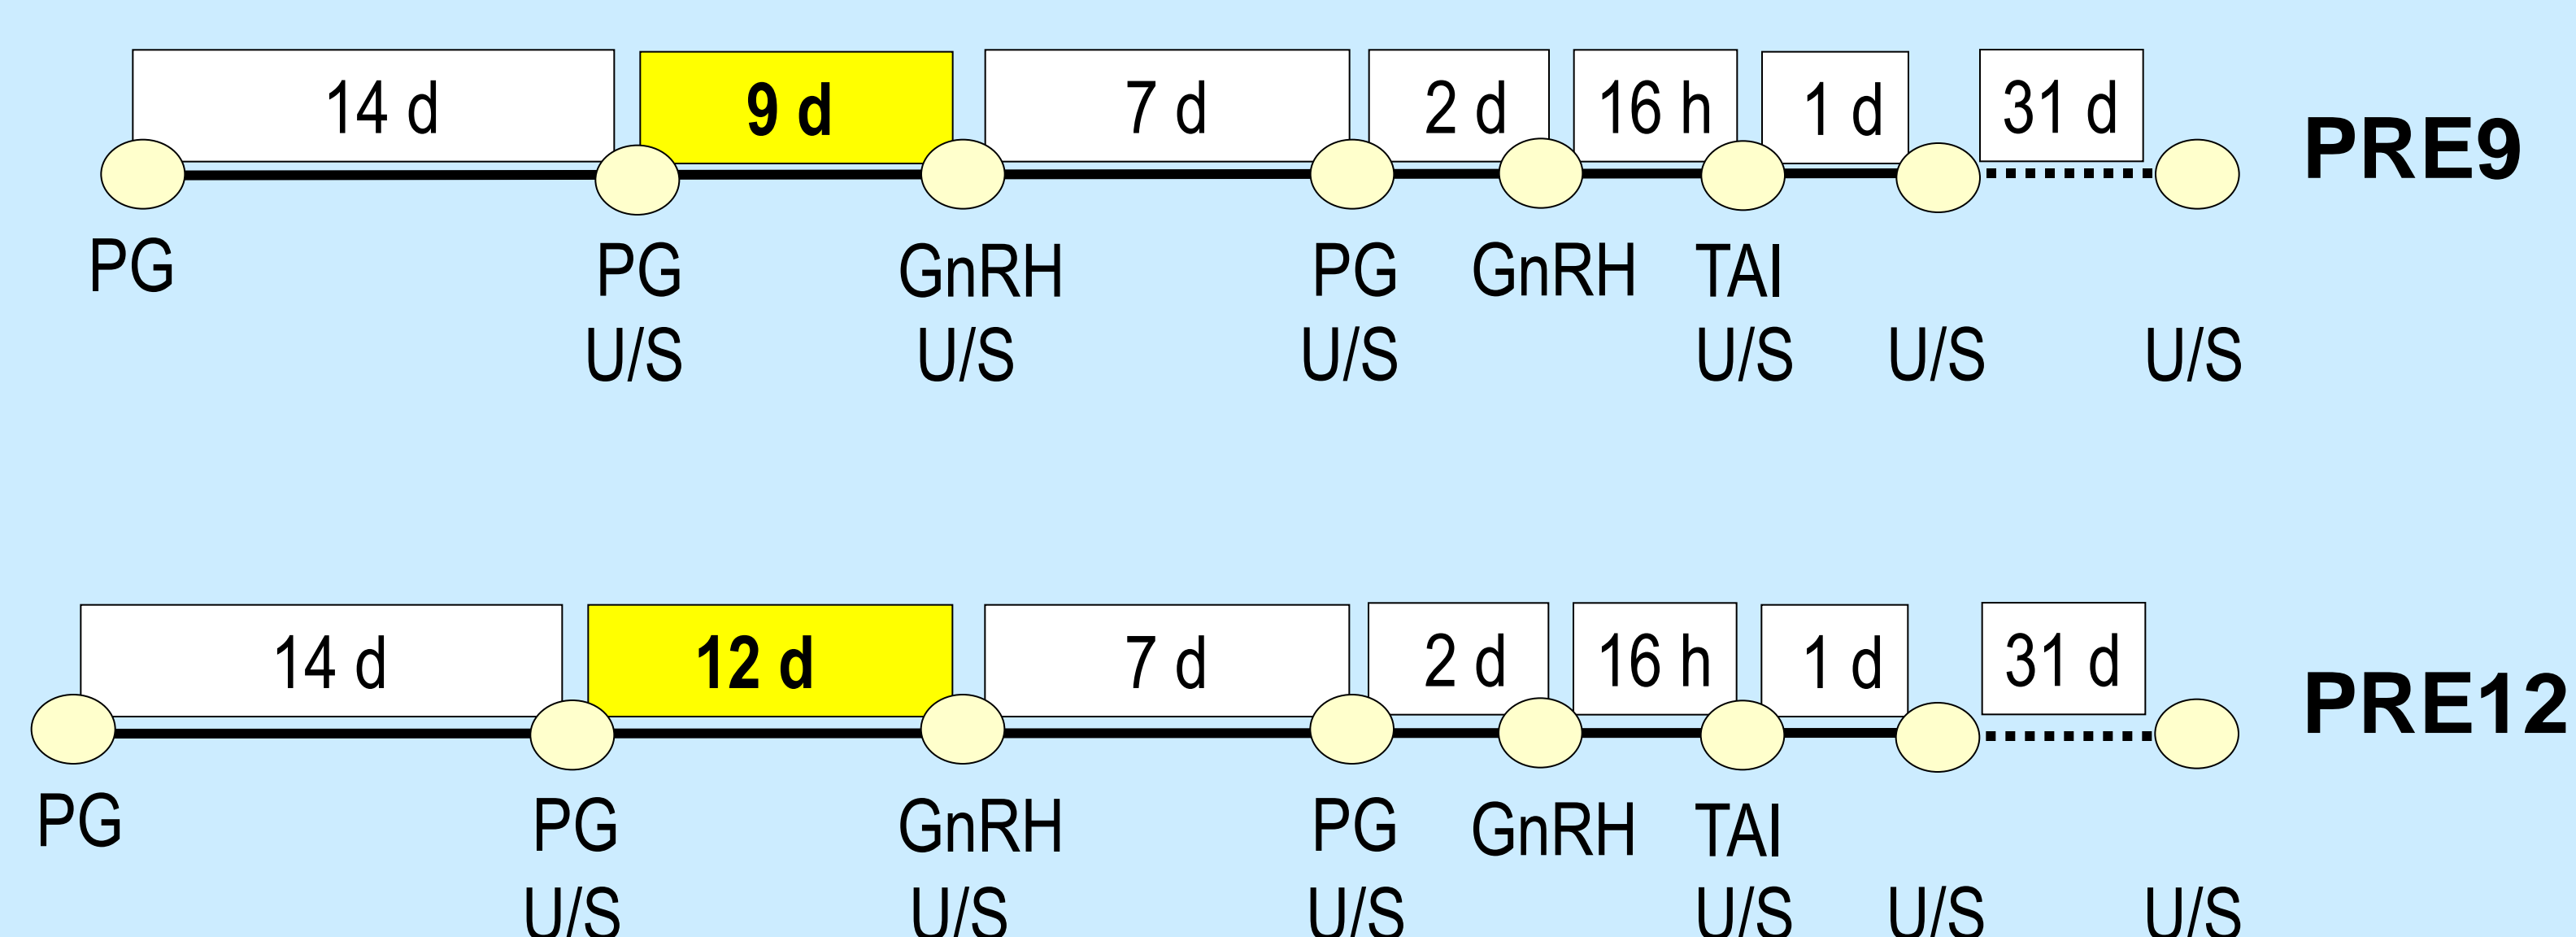 14 d 9 d 7 d 2 d 16 h 1 d 31 d PRE9
PG PG GnRH PG GnRH TAI
U/S U/S U/S U/S U/S U/S
14 d 12 d 7 d 2 d 16 h 1 d 31 d PRE12
PG PG GnRH PG GnRH TAI
U/S U/S U/S U/S U/S U/S